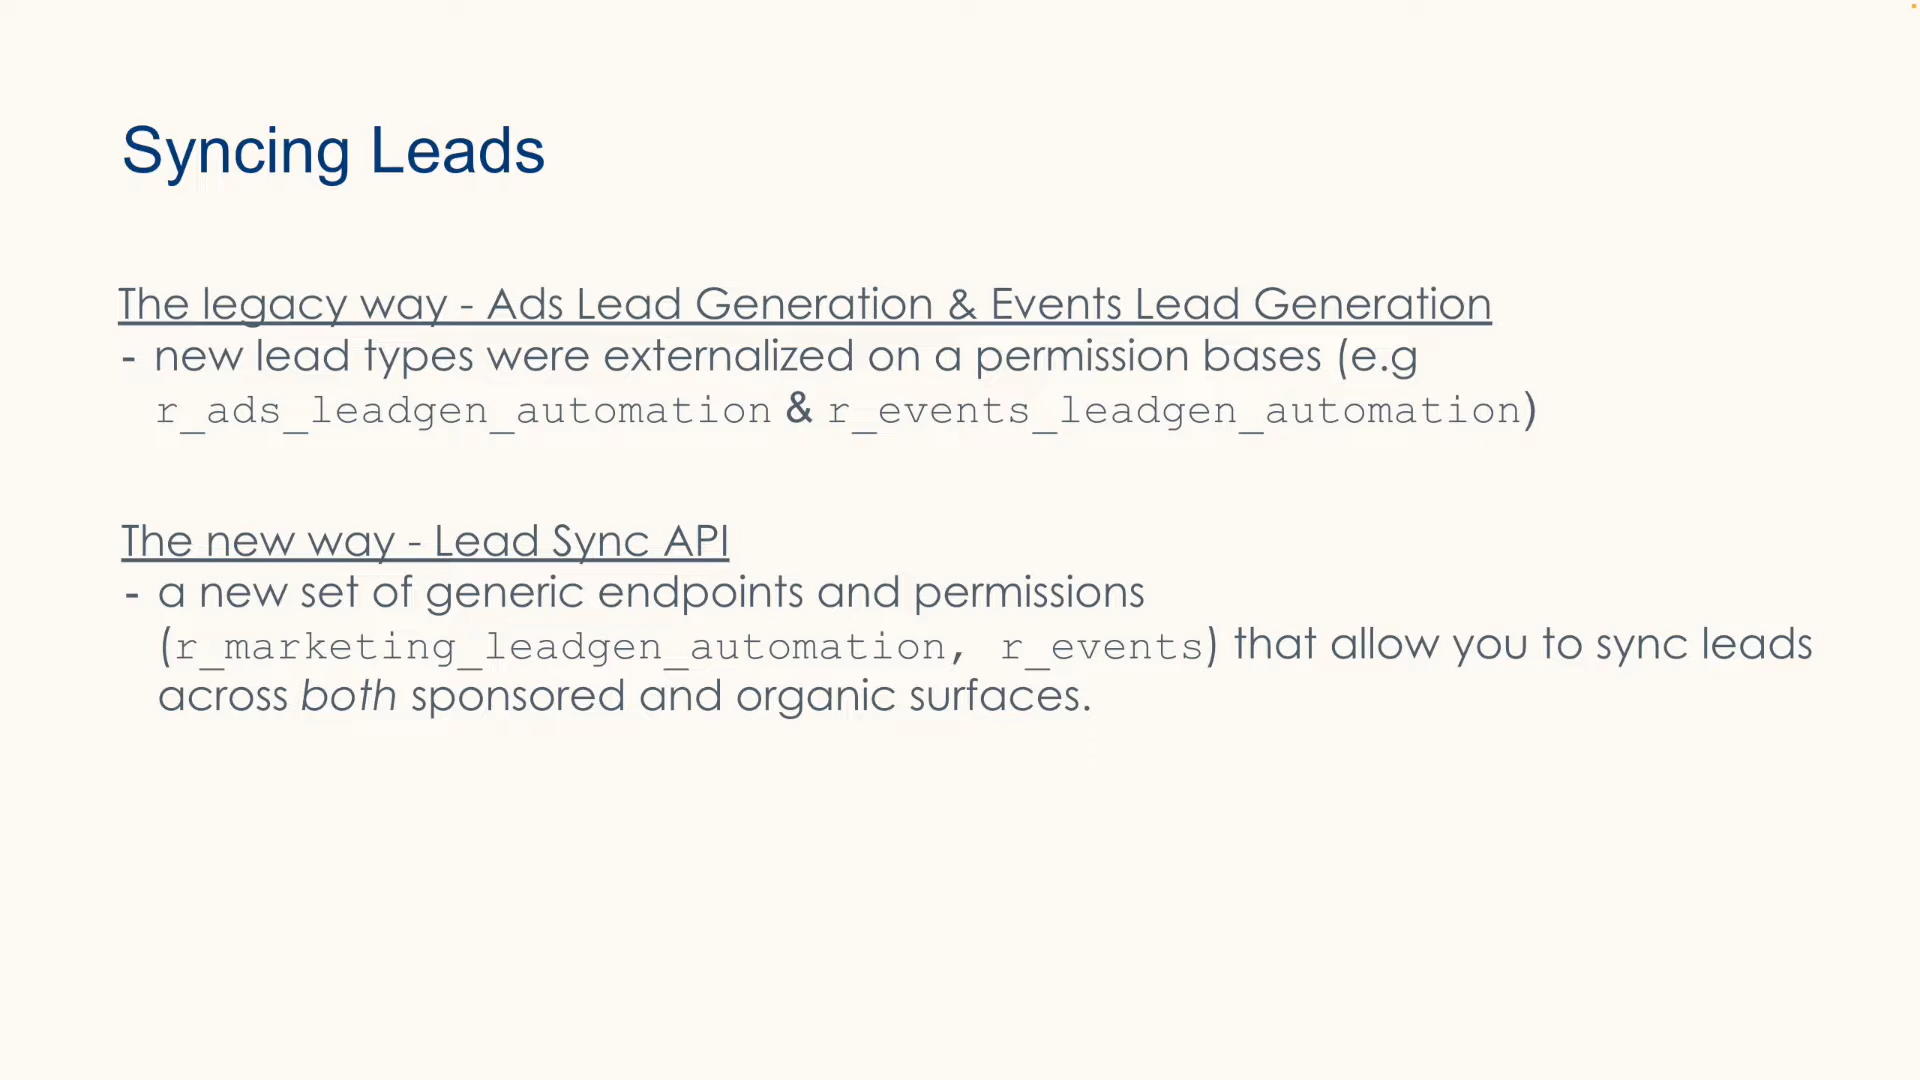 Syncing Leads
The legacy way - Ads Lead Generation & Events Lead Generation
- new lead types were externalized on a permission bases (e.g
r_ads_leadgen_automation & r_events_leadgen_automation)
The new way - Lead Sync API
- a new set of generic endpoints and permissions
(r_marketing_leadgen_automation, r_events) that allow you to sync leads
across both sponsored and organic surfaces.